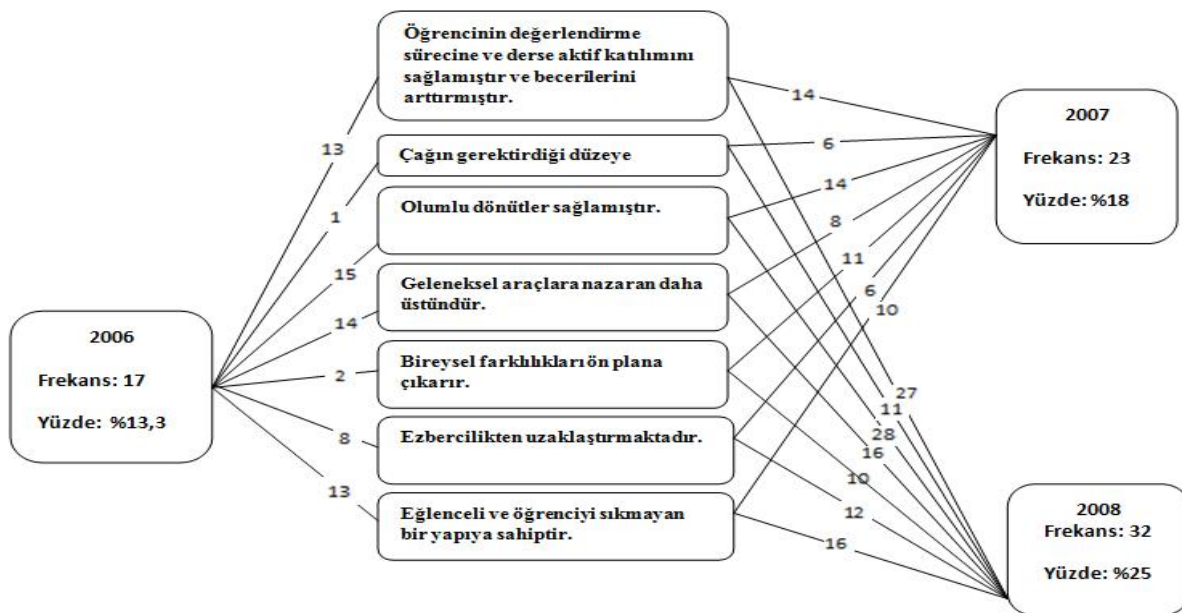 Öğrencinin değerlendirme
sürecine ve derse aktif katılımını
sağlamıştır ve becerilerini
arttırmıştır.
Çağın gerektirdiği düzeye
Olumlu dönütler sağlamıştır.
Geleneksel araçlara nazaran daha
üstündür.
Bireysel farklılıkları ön plana
çıkarır.
Ezbercilikten uzaklaştırmaktadır.
Eğlenceli ve öğrenciyi sıkmayan
bir yapıya sahiptir.
2006
Frekans: 17
Yüzde: %13,3
13
1
15
14
2
8
13
2007
Frekans: 23
Yüzde: %18
14
6
14
8
11
6
10
2008
Frekans: 32
Yüzde: %25
27
11
28
16
10
12
16